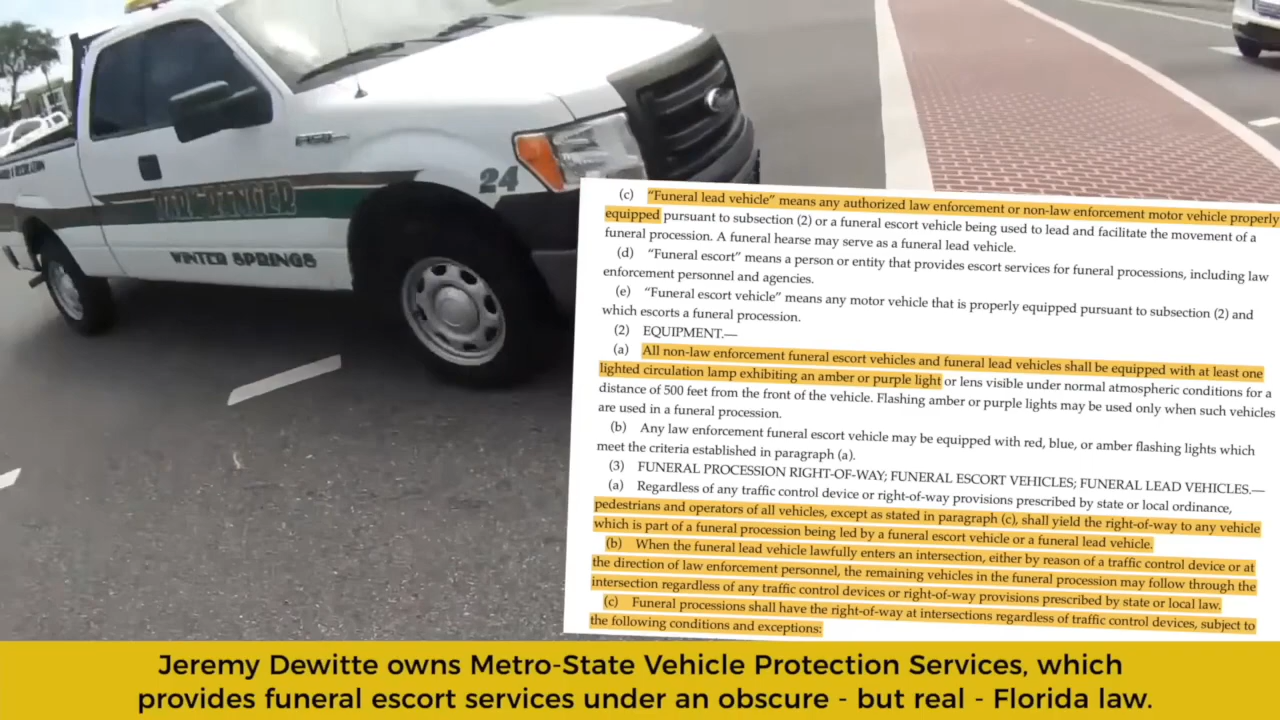 F-150
24
PARK RANGER
WINTER SPRINGS
Ford
(c) “Funeral lead vehicle” means any authorized law enforcement or non-law enforcement motor vehicle properly
equipped pursuant to subsection (2) or a funeral escort vehicle being used to lead and facilitate the movement of a
funeral procession. A funeral hearse may serve as a funeral lead vehicle.
(d) “Funeral escort” means a person or entity that provides escort services for funeral processions, including law
enforcement personnel and agencies.
(e) “Funeral escort vehicle” means any motor vehicle that is properly equipped pursuant to subsection (2) and
which escorts a funeral procession.
(2) EQUIPMENT.—
(a) All non-law enforcement funeral escort vehicles and funeral lead vehicles shall be equipped with at least one
lighted circulation lamp exhibiting an amber or purple light or lens visible under normal atmospheric conditions for a
distance of 500 feet from the front of the vehicle. Flashing amber or purple lights may be used only when such vehicles
are used in a funeral procession.
(b) Any law enforcement funeral escort vehicle may be equipped with red, blue, or amber flashing lights which
meet the criteria established in paragraph (a).
(3) FUNERAL PROCESSION RIGHT-OF-WAY; FUNERAL ESCORT VEHICLES; FUNERAL LEAD VEHICLES.—
(a) Regardless of any traffic control device or right-of-way provisions prescribed by state or local ordinance,
pedestrians and operators of all vehicles, except as stated in paragraph (c), shall yield the right-of-way to any vehicle
which is part of a funeral procession being led by a funeral escort vehicle or a funeral lead vehicle.
(b) When the funeral lead vehicle lawfully enters an intersection, either by reason of a traffic control device or at
the direction of law enforcement personnel, the remaining vehicles in the funeral procession may follow through the
intersection regardless of any traffic control devices or right-of-way provisions prescribed by state or local law.
(c) Funeral processions shall have the right-of-way at intersections regardless of traffic control devices, subject to
the following conditions and exceptions:
Jeremy Dewitte owns Metro-State Vehicle Protection Services, which
provides funeral escort services under an obscure - but real - Florida law.